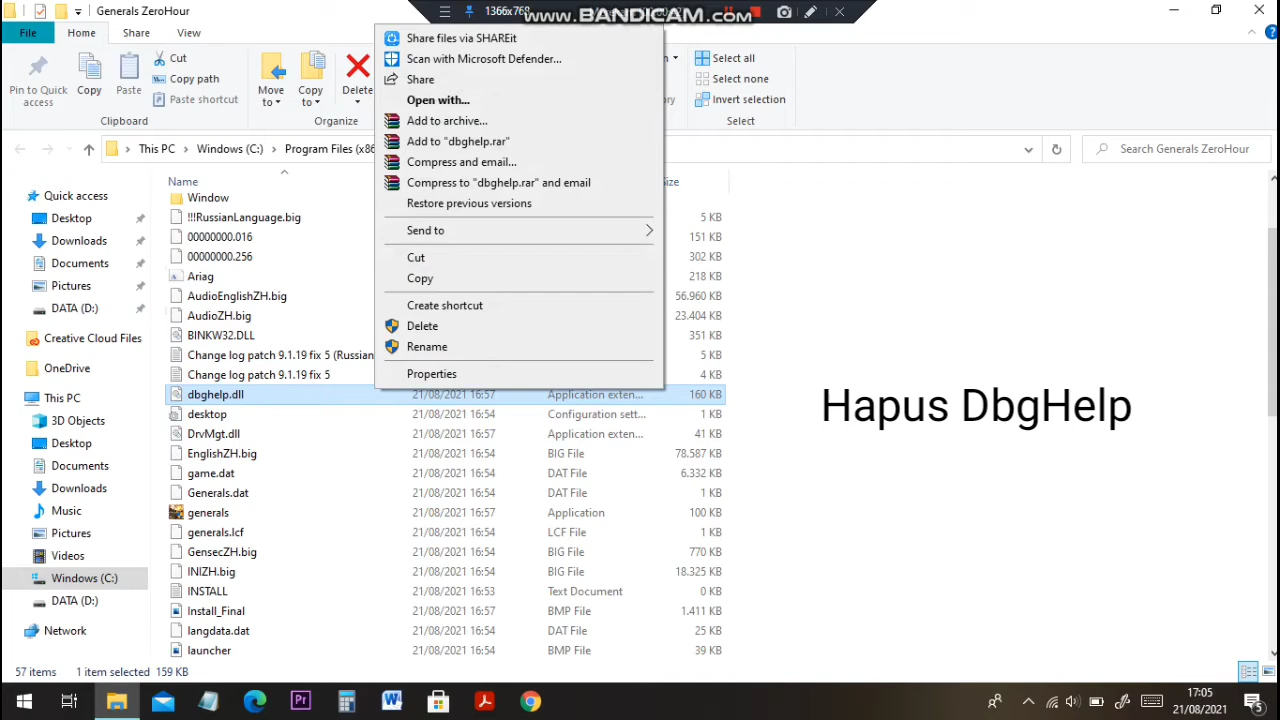 Generals ZeroHour
1366x768
www.BANDICAM.com
File
Home
Share
View
Pin to Quick access
Copy
Paste
Cut
Copy path
Paste shortcut
Clipboard
Move to
Copy to
Delete
Organize
Select all
Select none
Invert selection
Select
This PC
Windows (C:)
Program Files (x86
Search Generals ZeroHour
Share files via SHAREit
Scan with Microsoft Defender...
Share
Open with...
Add to archive...
Add to "dbghelp.rar"
Compress and email...
Compress to "dbghelp.rar" and email
Restore previous versions
Send to
Cut
Copy
Create shortcut
Delete
Rename
Properties
Quick access
Desktop
Downloads
Documents
Pictures
DATA (D:)
Creative Cloud Files
OneDrive
This PC
3D Objects
Desktop
Documents
Downloads
Music
Pictures
Videos
Windows (C:)
DATA (D:)
Network
Name
Window
!!!RussianLanguage.big 5 KB
00000000.016 151 KB
00000000.256 302 KB
Ariag 218 KB
AudioEnglishZH.big 56.960 KB
AudioZH.big 23.404 KB
BINKW32.DLL 351 KB
Change log patch 9.1.19 fix 5 (Russian 5 KB
Change log patch 9.1.19 fix 5 4 KB
dbghelp.dll 21/08/2021 16:57 Application exten... 160 KB
desktop 21/08/2021 16:54 Configuration sett... 1 KB
DrvMgt.dll 21/08/2021 16:57 Application exten... 41 KB
EnglishZH.big 21/08/2021 16:54 BIG File 78.587 KB
game.dat 21/08/2021 16:54 DAT File 6.332 KB
Generals.dat 21/08/2021 16:54 DAT File 1 KB
generals 21/08/2021 16:57 Application 100 KB
generals.lcf 21/08/2021 16:54 LCF File 1 KB
GensecZH.big 21/08/2021 16:54 BIG File 770 KB
INIZH.big 21/08/2021 16:54 BIG File 18.325 KB
INSTALL 21/08/2021 16:53 Text Document 0 KB
Install_Final 21/08/2021 16:57 BMP File 1.411 KB
langdata.dat 21/08/2021 16:54 DAT File 25 KB
launcher 21/08/2021 16:54 BMP File 39 KB
Hapus DbgHelp
57 items 1 item selected 159 KB
17:05
21/08/2021
5